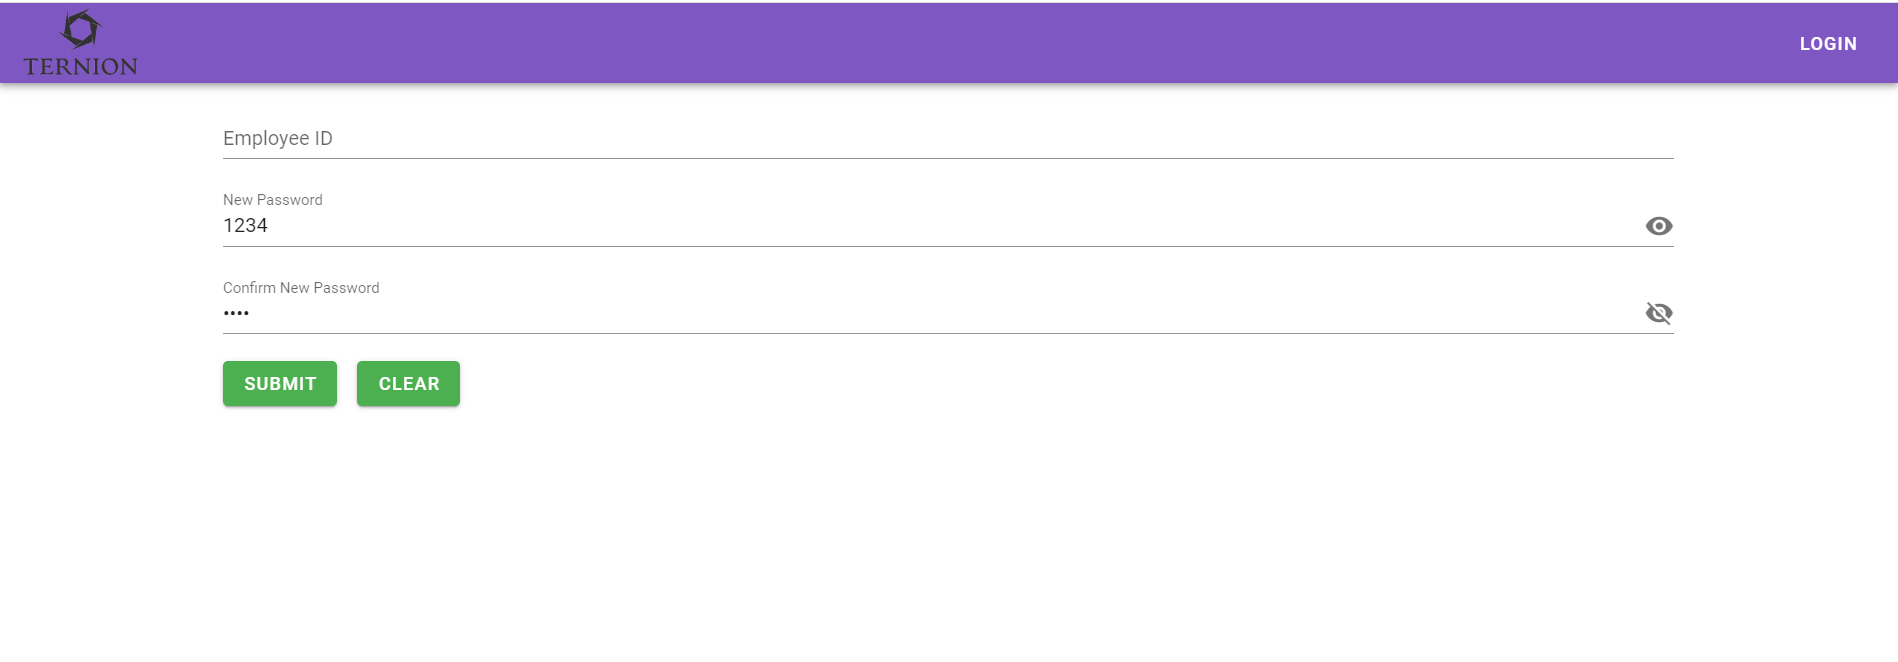 TERNION
LOGIN
Employee ID
New Password
1234
Confirm New Password
••••
SUBMIT
CLEAR